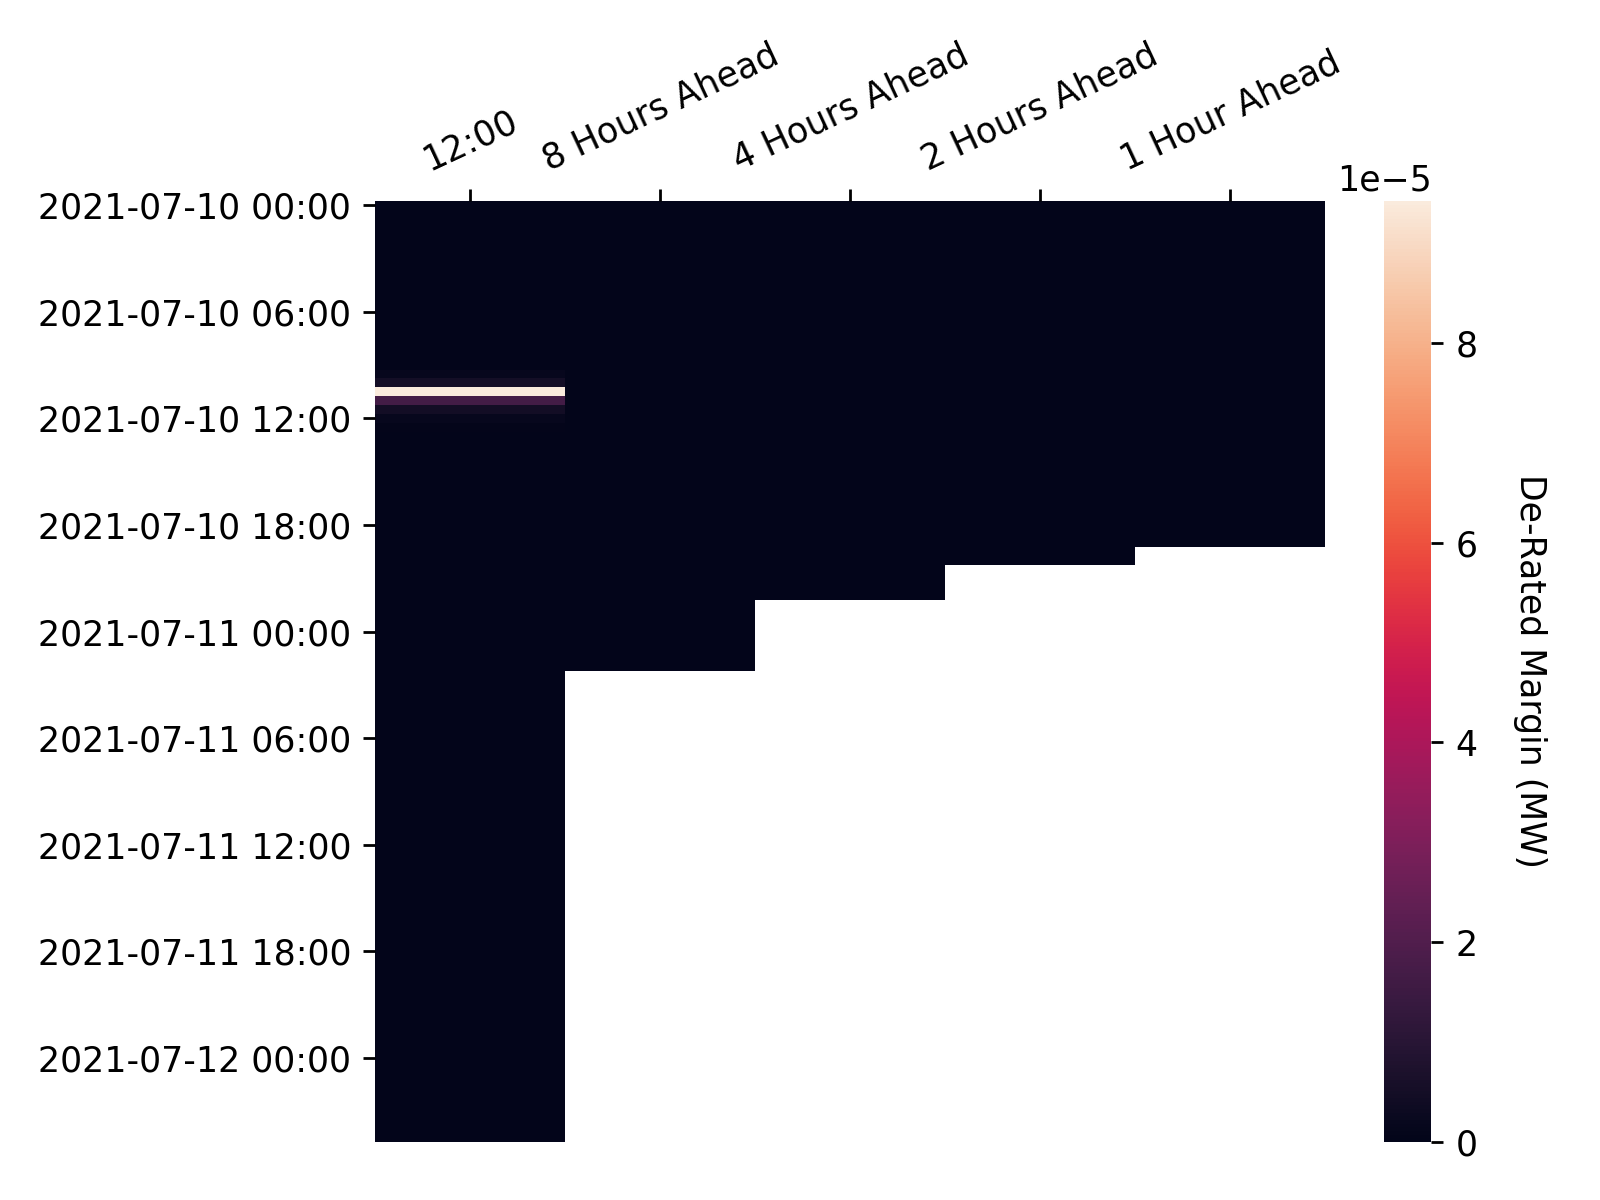 12:00
8 Hours Ahead
4 Hours Ahead
2 Hours Ahead
1 Hour Ahead
1e−5
2021-07-10 00:00
2021-07-10 06:00
2021-07-10 12:00
2021-07-10 18:00
2021-07-11 00:00
2021-07-11 06:00
2021-07-11 12:00
2021-07-11 18:00
2021-07-12 00:00
8
6
4
2
0
De-Rated Margin (MW)